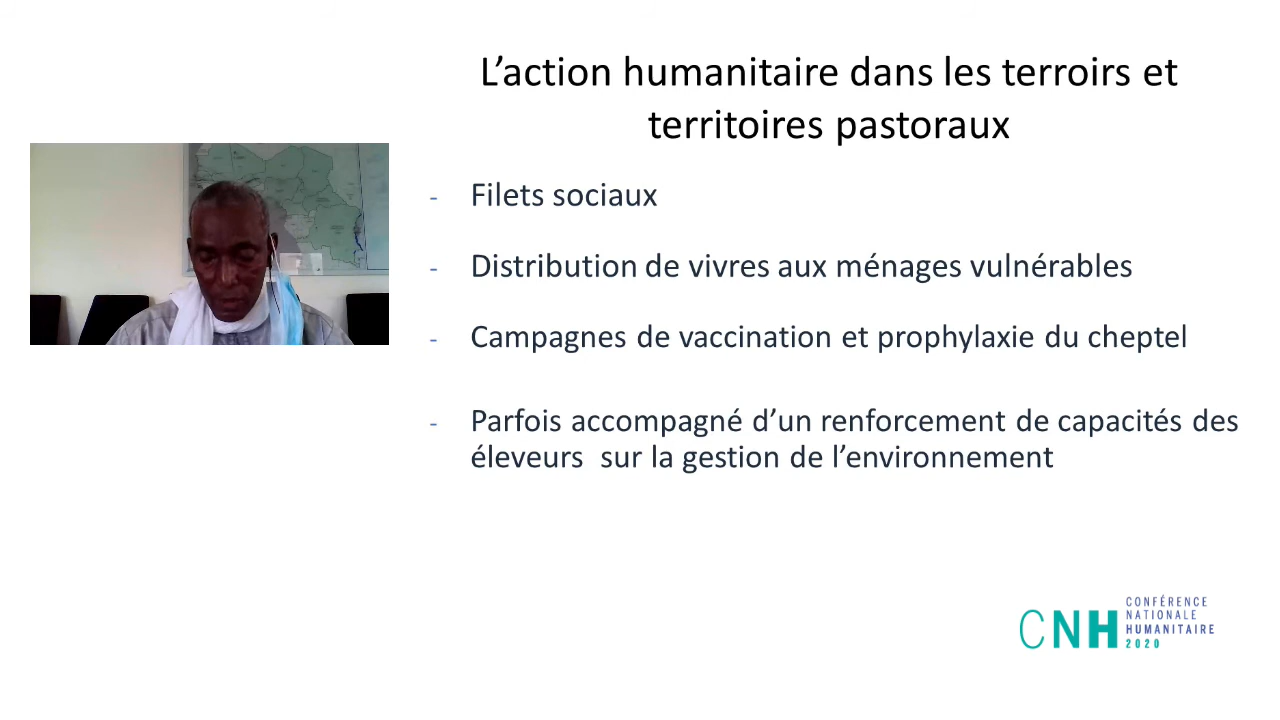 L’action humanitaire dans les terroirs et
territoires pastoraux
- Filets sociaux
- Distribution de vivres aux ménages vulnérables
- Campagnes de vaccination et prophylaxie du cheptel
- Parfois accompagné d’un renforcement de capacités des
éleveurs sur la gestion de l’environnement
CNH
CONFÉRENCE
NATIONALE
HUMANITAIRE
2020